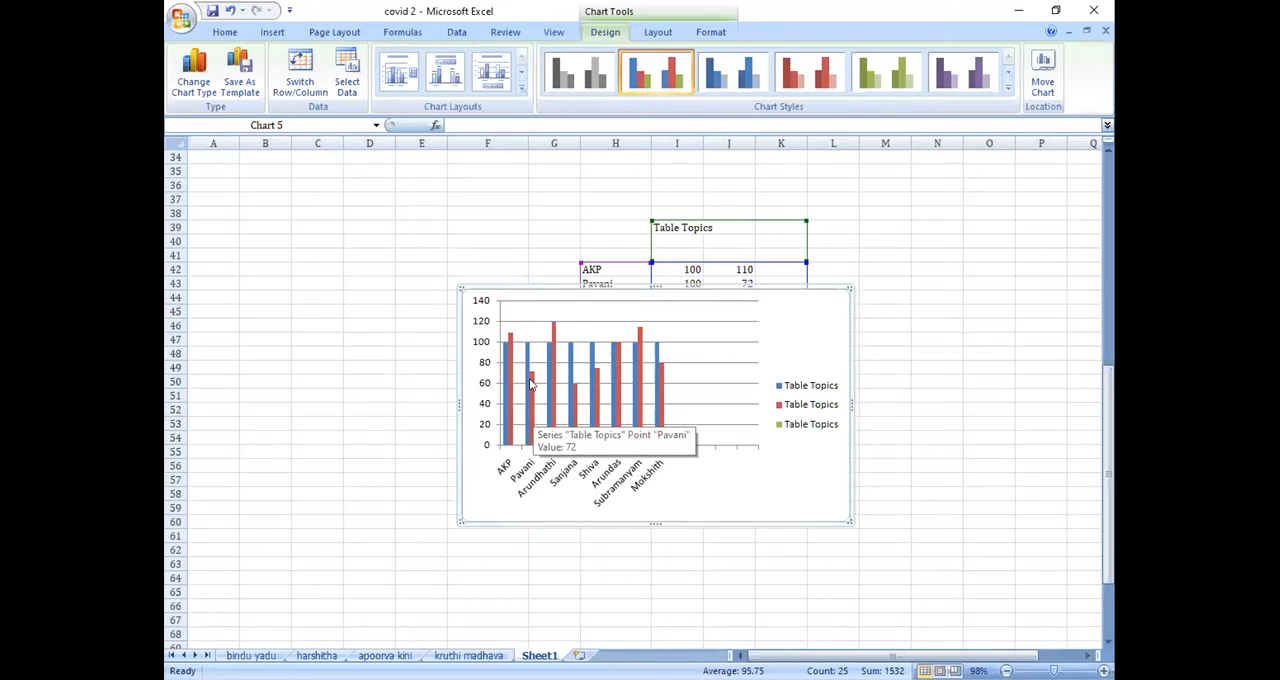 covid 2 - Microsoft Excel
Chart Tools
Home Insert Page Layout Formulas Data Review View Design Layout Format
Change Chart Type
Save As Template
Switch Row/Column
Select Data
Move Chart
Type Data Chart Layouts Chart Styles Location
Chart 5
fx
A B C D E F G H I J K L M N O P Q
34
35
36
37
38
39 Table Topics
40
41
42 AKP 100 110
43 Pavani 100 72
44
45
46
47
48
49
50
51
52
53
54
55
56
57
58
59
60
61
62
63
64
65
66
67
68
140
120
100
80
60
40
20
0
AKP
Pavani
Arundhathi
Sanjana
Shiva
Arundas
Subramanyam
Mokshith
Table Topics
Table Topics
Table Topics
Series "Table Topics" Point "Pavani"
Value: 72
bindu yadu harshitha apoorva kini kruthi madhava Sheet1
Ready Average: 95.75 Count: 25 Sum: 1532 98%